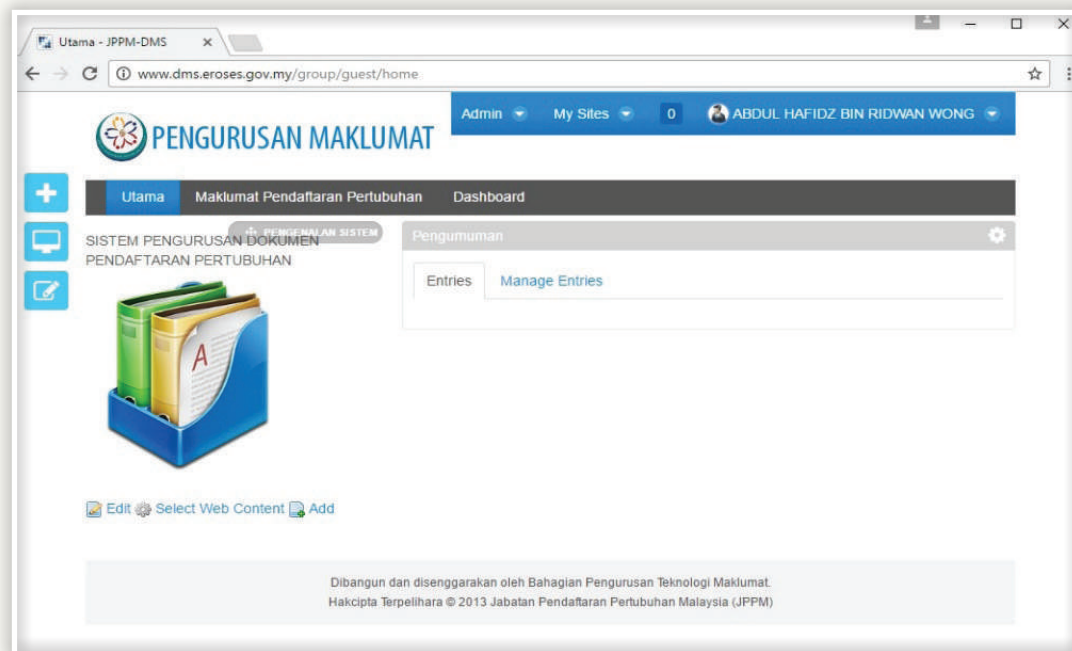 Utama - JPPM-DMS
www.dms.eroses.gov.my/group/guest/home
PENGURUSAN MAKLUMAT
Admin My Sites 0 ABDUL HAFIDZ BIN RIDWAN WONG
Utama Maklumat Pendaftaran Pertubuhan Dashboard
PENGENALAN SISTEM
SISTEM PENGURUSAN DOKUMEN
PENDAFTARAN PERTUBUHAN
A
Pengumuman
Entries Manage Entries
Edit Select Web Content Add
Dibangun dan disenggarakan oleh Bahagian Pengurusan Teknologi Maklumat.
Hakcipta Terpelihara © 2013 Jabatan Pendaftaran Pertubuhan Malaysia (JPPM)